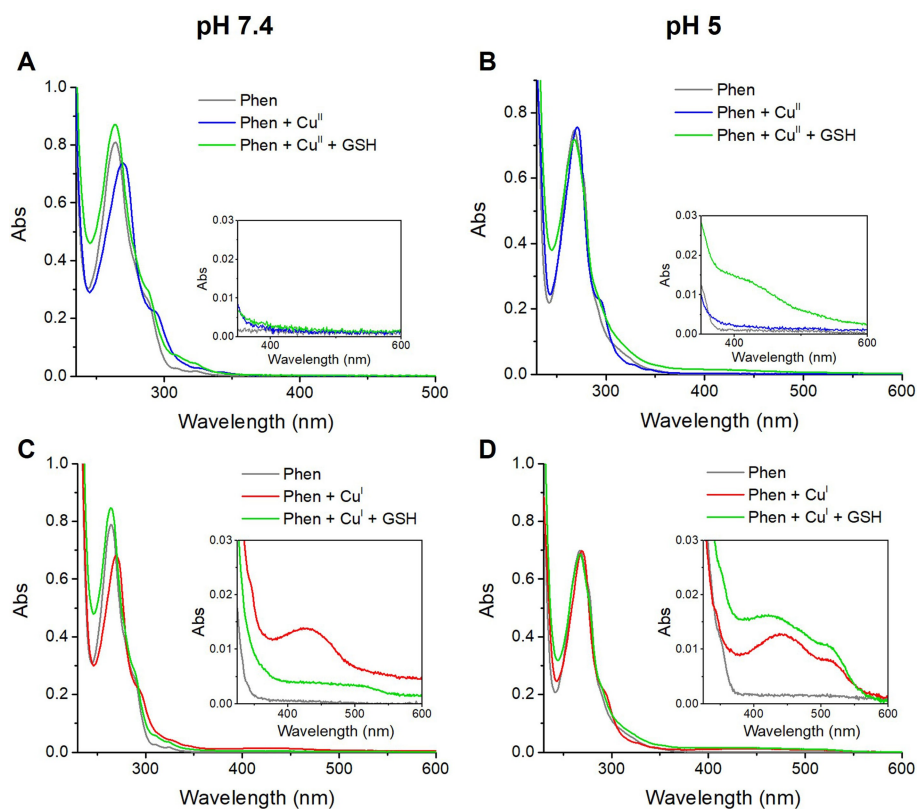 pH 7.4
pH 5
A
Phen
Phen + Cu^II
Phen + Cu^II + GSH
Abs
1.0
0.8
0.6
0.4
0.2
0.0
300
400
500
Wavelength (nm)
Abs
0.03
0.02
0.01
0.00
400
500
600
Wavelength (nm)
B
Phen
Phen + Cu^II
Phen + Cu^II + GSH
Abs
0.8
0.6
0.4
0.2
0.0
300
400
500
600
Wavelength (nm)
Abs
0.03
0.02
0.01
0.00
400
500
600
Wavelength (nm)
C
Phen
Phen + Cu^I
Phen + Cu^I + GSH
Abs
1.0
0.8
0.6
0.4
0.2
0.0
300
400
500
600
Wavelength (nm)
Abs
0.03
0.02
0.01
0.00
400
500
600
Wavelength (nm)
D
Phen
Phen + Cu^I
Phen + Cu^I + GSH
Abs
1.0
0.8
0.6
0.4
0.2
0.0
300
400
500
600
Wavelength (nm)
Abs
0.03
0.02
0.01
0.00
400
500
600
Wavelength (nm)